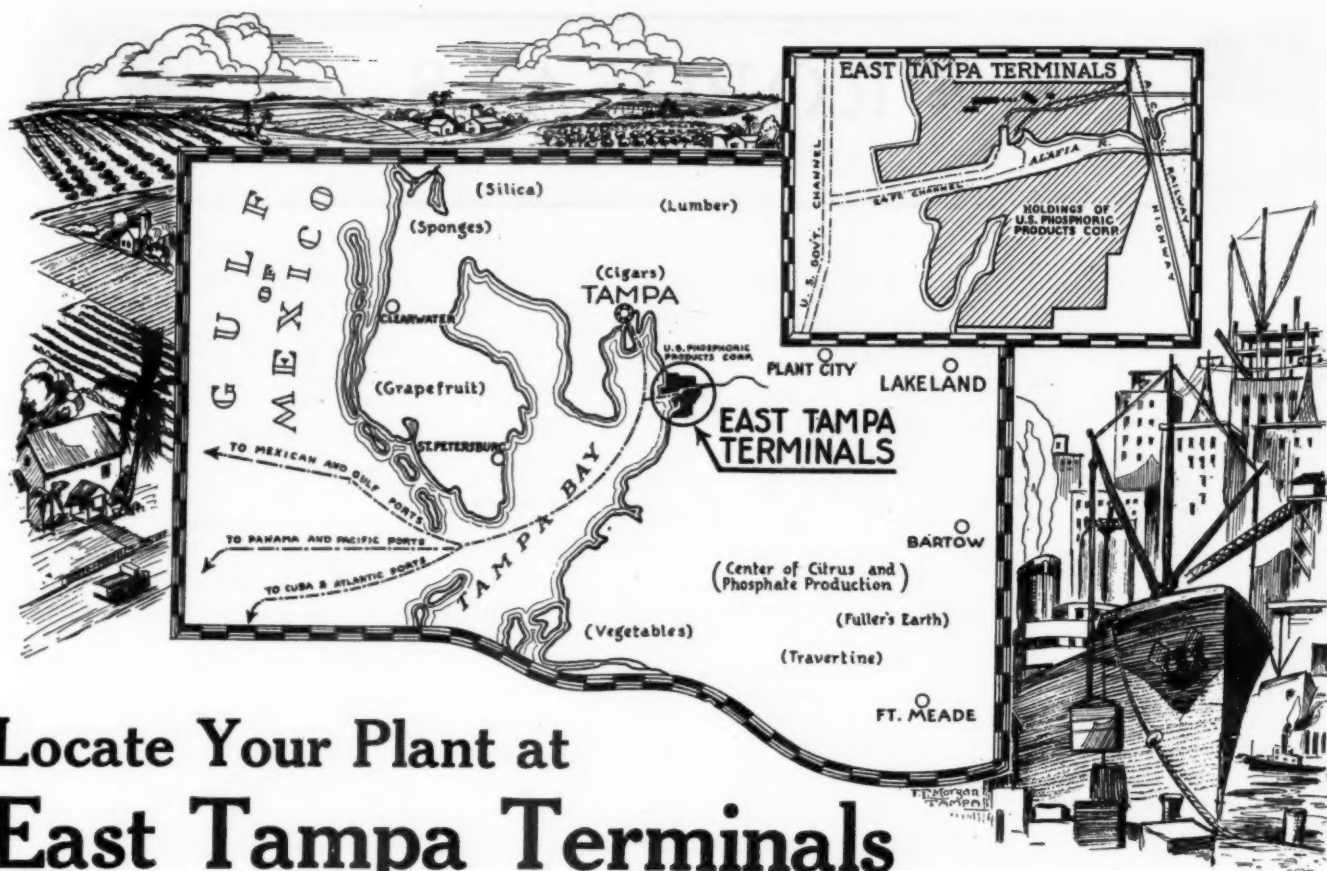 EAST TAMPA TERMINALS
U. S. GOV'T. CHANNEL
54 FT. CHANNEL
ALAFIA R.
RAILWAY
HIGHWAY
HOLDINGS OF
U.S. PHOSPHORIC
PRODUCTS CORP.
GULF
OF
MEXICO
(Silica)
(Sponges)
(Lumber)
(Cigars)
TAMPA
CLEARWATER
U.S. PHOSPHORIC
PRODUCTS CORP.
PLANT CITY
LAKELAND
(Grapefruit)
EAST TAMPA
TERMINALS
ST. PETERSBURG
TO MEXICAN AND GULF PORTS
TO PANAMA AND PACIFIC PORTS
TO CUBA & ATLANTIC PORTS
TAMPA BAY
BARTOW
(Center of Citrus and
Phosphate Production)
(Fuller's Earth)
(Vegetables)
(Travertine)
FT. MEADE
Morgan
TAMPA
Locate Your Plant at
East Tampa Terminals